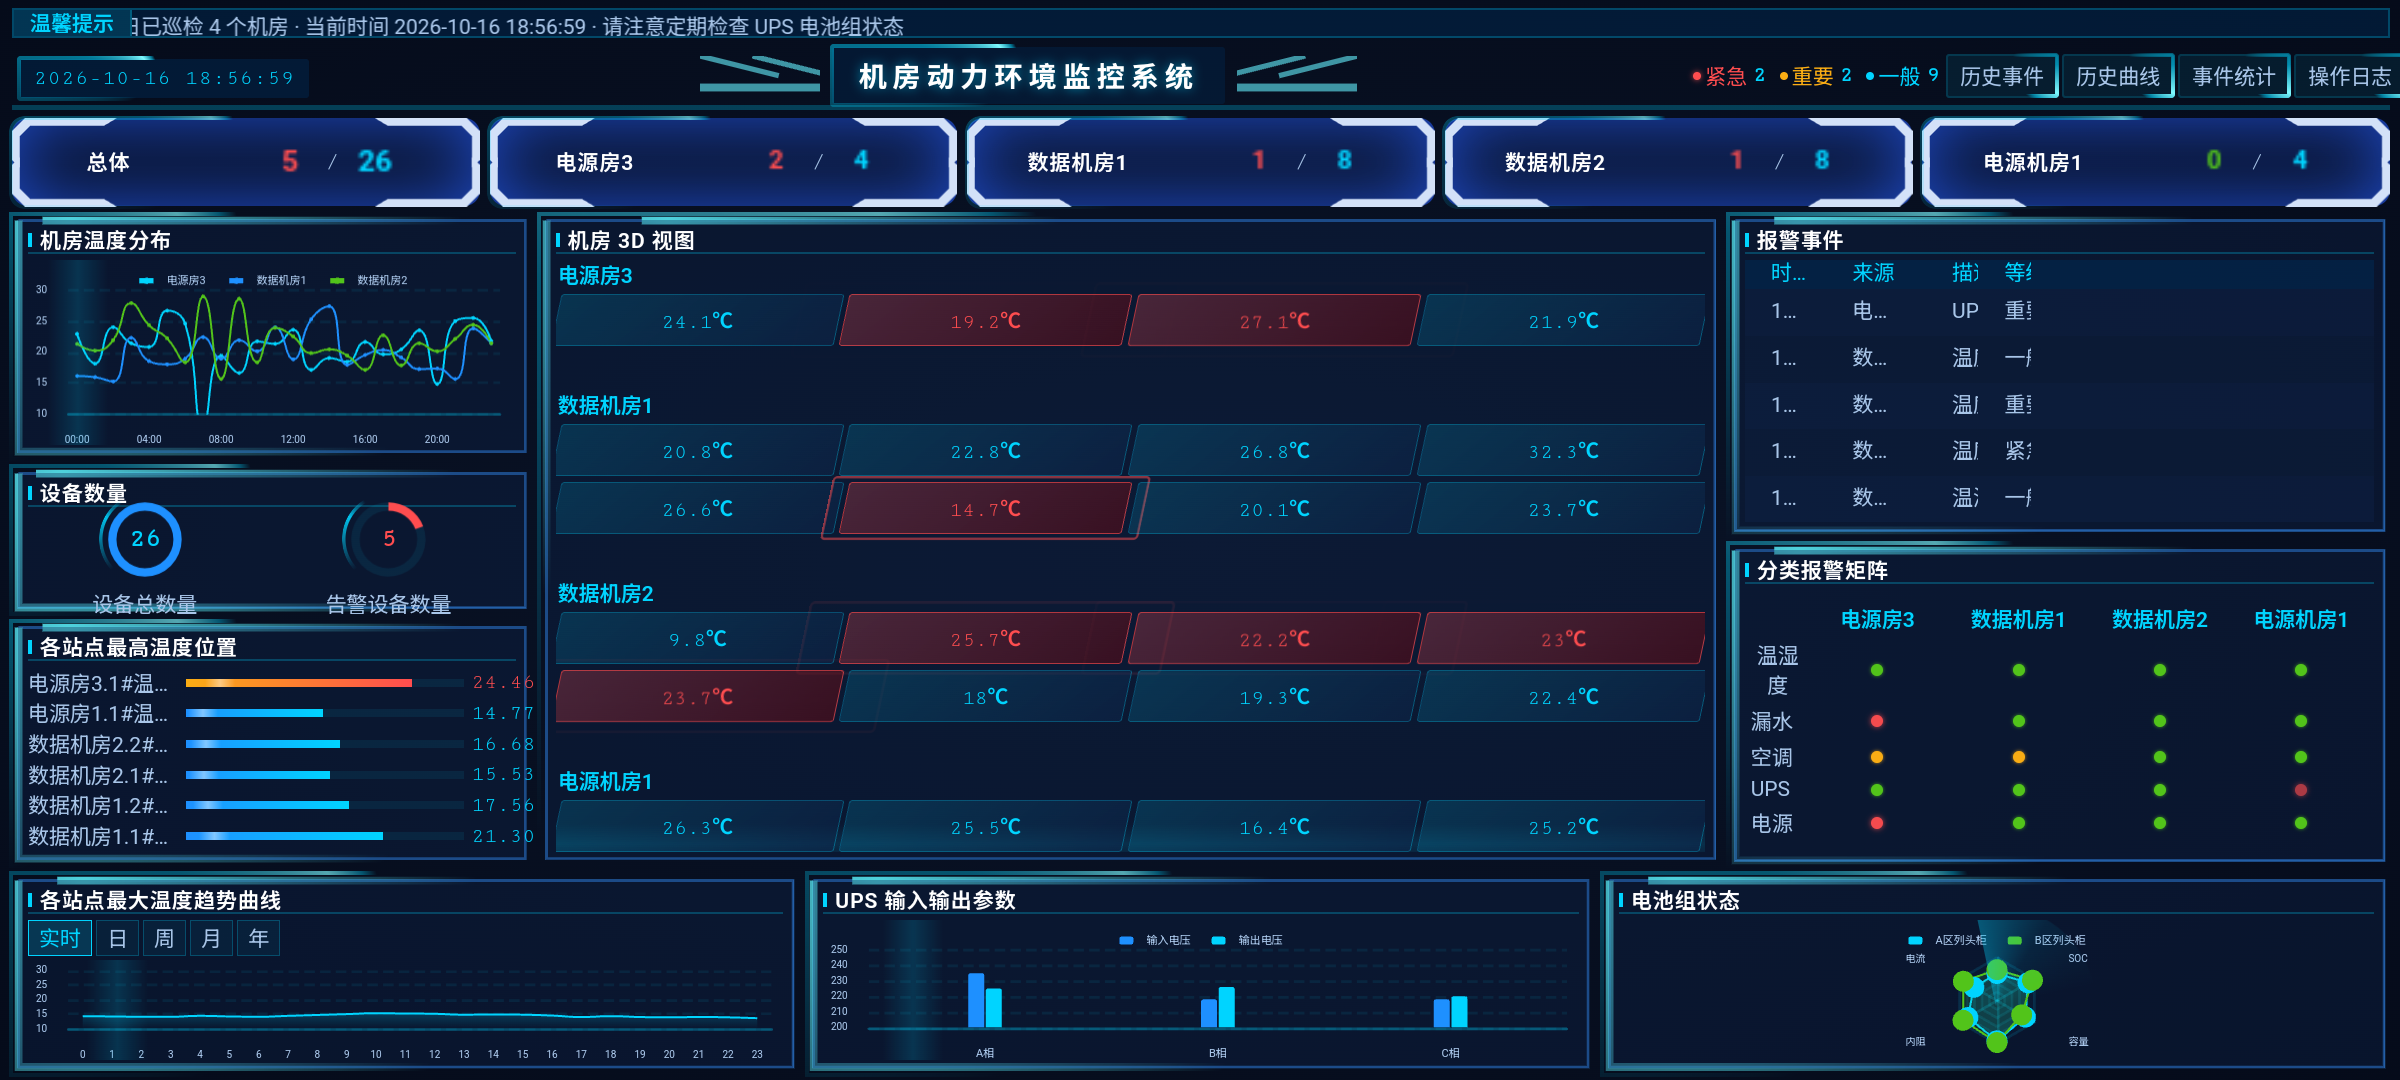 温馨提示 日已巡检 4 个机房 · 当前时间 2026-10-16 18:56:59 · 请注意定期检查 UPS 电池组状态
2026-10-16 18:56:59
机房动力环境监控系统
紧急 2 重要 2 一般 9 历史事件 历史曲线 事件统计 操作日志
总体 5 / 26
电源房3 2 / 4
数据机房1 1 / 8
数据机房2 1 / 8
电源机房1 0 / 4
机房温度分布
电源房3 数据机房1 数据机房2
30
25
20
15
10
00:00 04:00 08:00 12:00 16:00 20:00
设备数量
26 5
设备总数量 告警设备数量
各站点最高温度位置
电源房3.1#温... 24.46
电源房1.1#温... 14.77
数据机房2.2#... 16.68
数据机房2.1#... 15.53
数据机房1.2#... 17.56
数据机房1.1#... 21.30
机房 3D 视图
电源房3
24.1℃ 19.2℃ 27.1℃ 21.9℃
数据机房1
20.8℃ 22.8℃ 26.8℃ 32.3℃
26.6℃ 14.7℃ 20.1℃ 23.7℃
数据机房2
9.8℃ 25.7℃ 22.2℃ 23℃
23.7℃ 18℃ 19.3℃ 22.4℃
电源机房1
26.3℃ 25.5℃ 16.4℃ 25.2℃
报警事件
时... 来源
1... 电... UP 重要
1... 数... 温
1... 数... 温 重要
1... 数... 温
1... 数... 温
分类报警矩阵
电源房3 数据机房1 数据机房2 电源机房1
温湿
度
漏水
空调
UPS
电源
各站点最大温度趋势曲线
实时 日 周 月 年
30
25
20
15
10
0 1 2 3 4 5 6 7 8 9 10 11 12 13 14 15 16 17 18 19 20 21 22 23
UPS 输入输出参数
输入电压 输出电压
250
240
230
220
210
200
A相 B相 C相
电池组状态
A区列头柜 B区列头柜
电流 SOC
内阻 容量